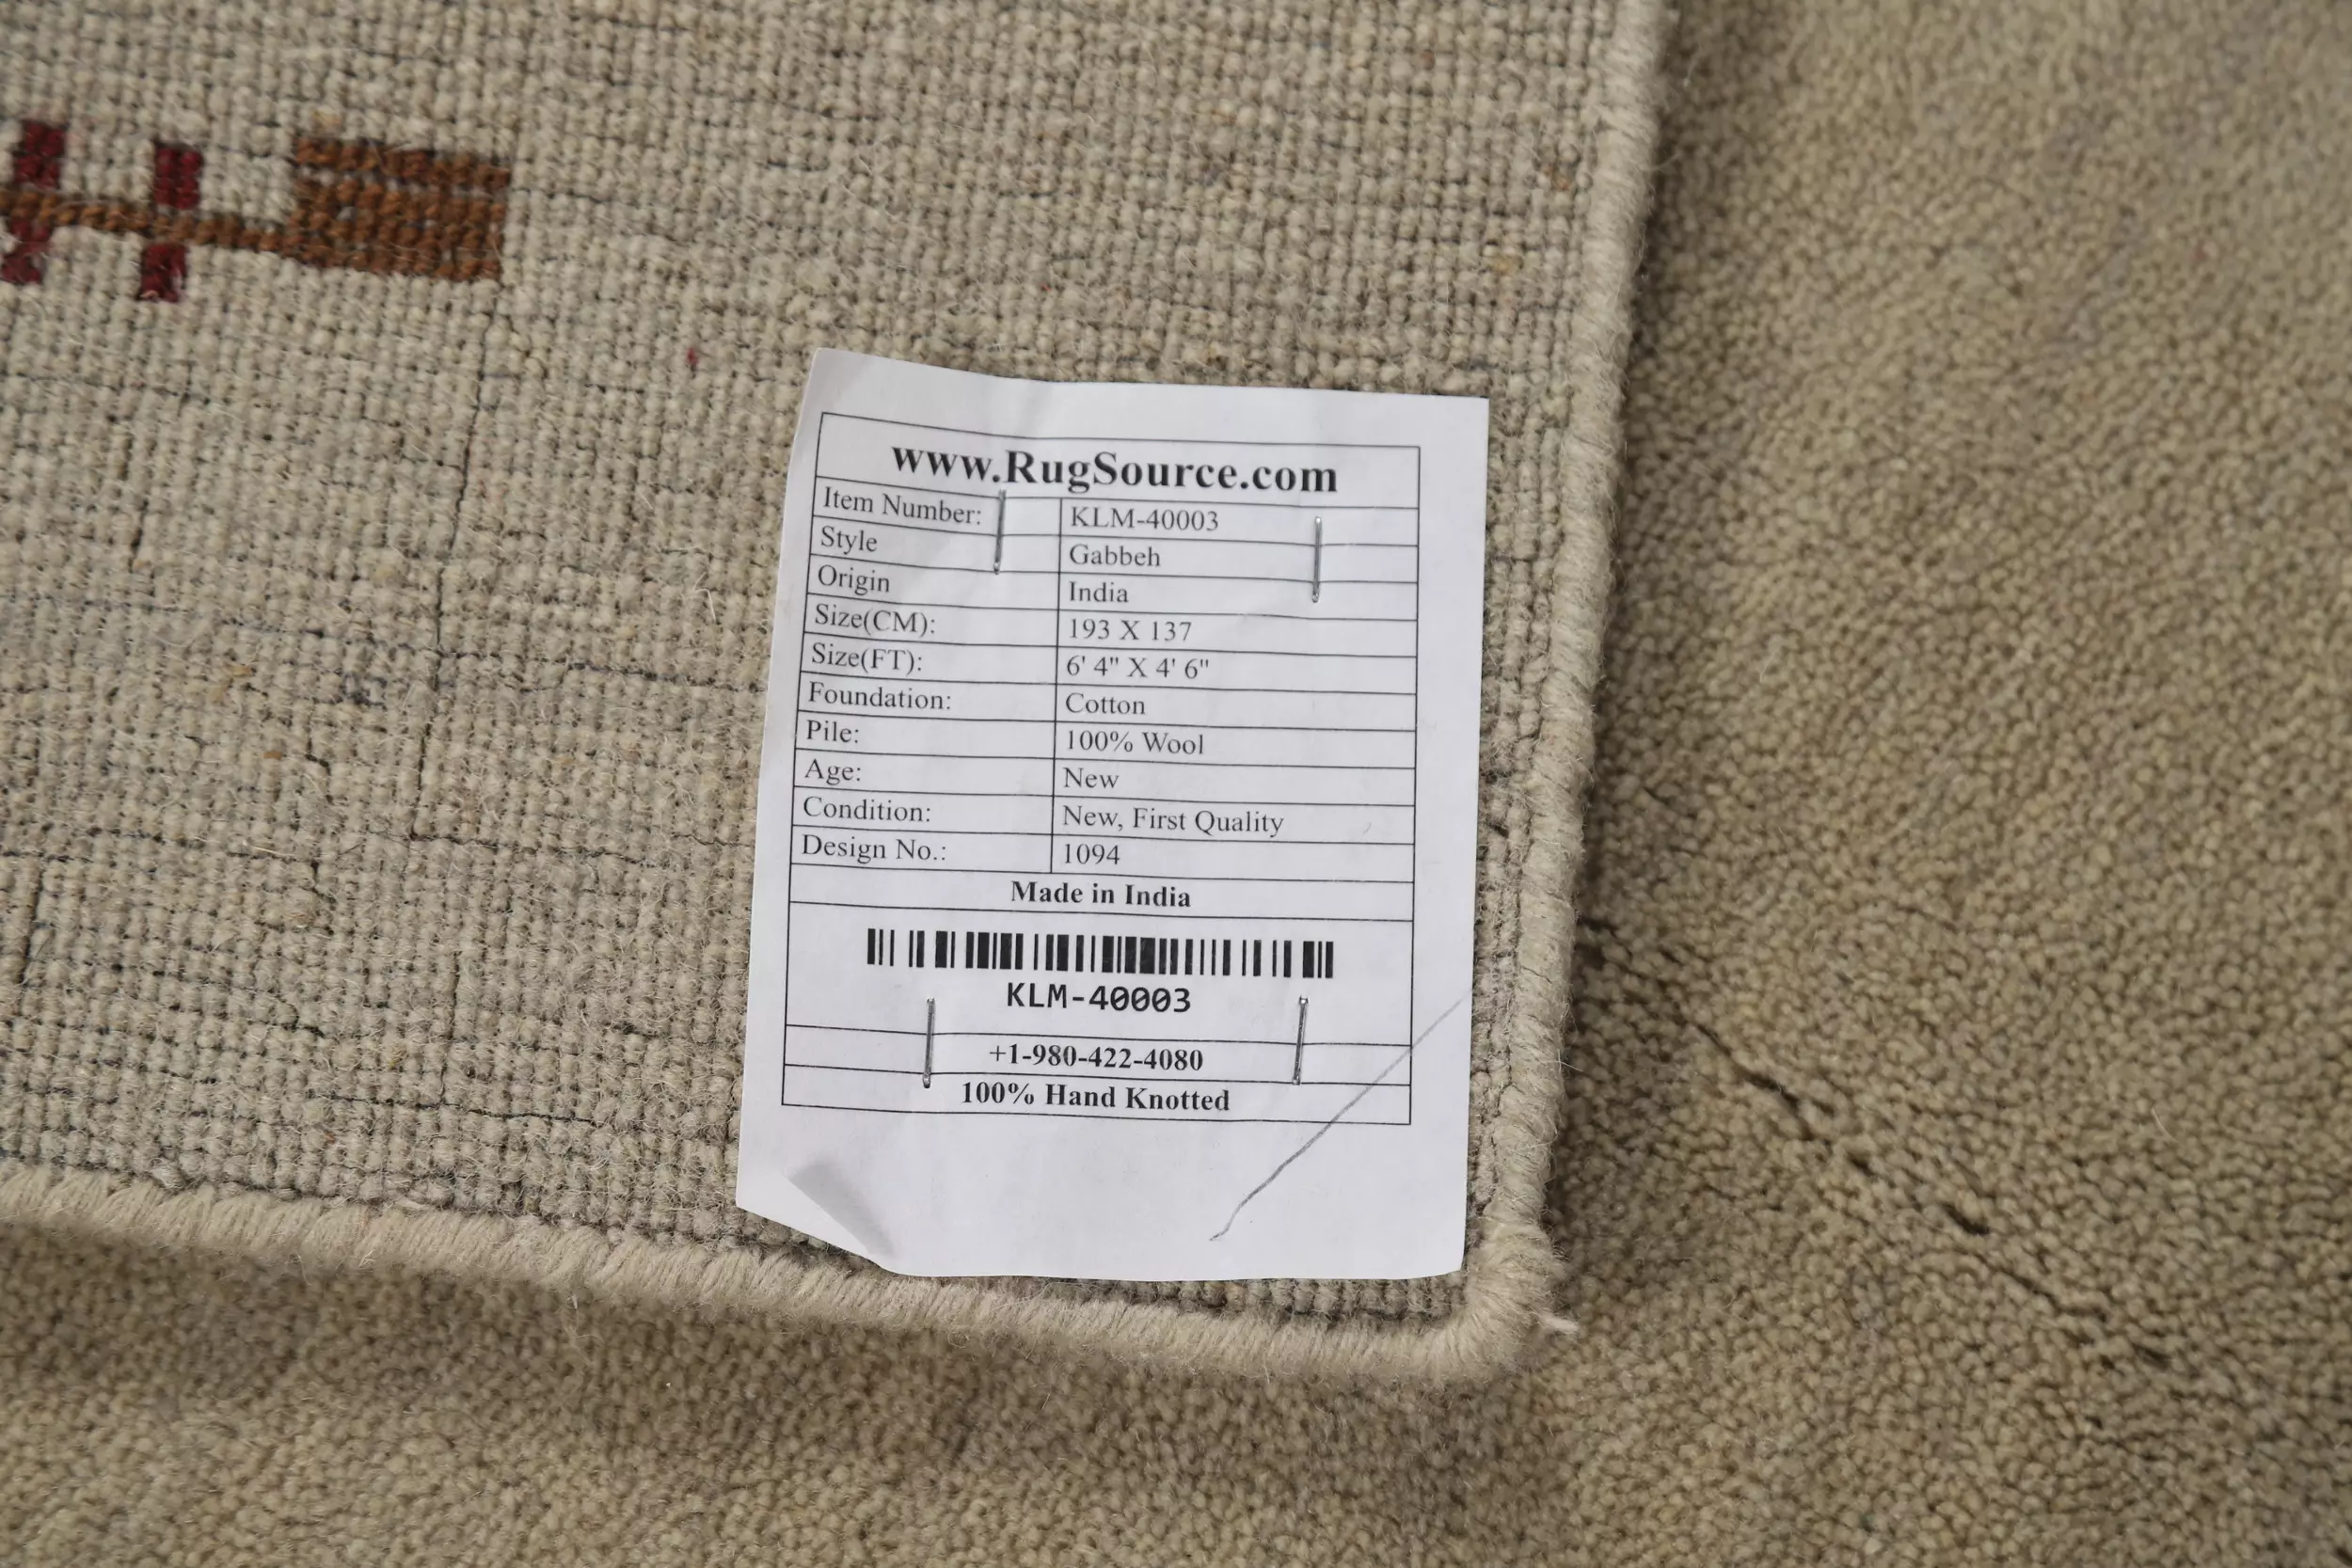 www.RugSource.com
Item Number: KLM-40003
Style Gabbeh
Origin India
Size(CM): 193 X 137
Size(FT): 6' 4" X 4' 6"
Foundation: Cotton
Pile: 100% Wool
Age: New
Condition: New, First Quality
Design No.: 1094
Made in India
KLM-40003
+1-980-422-4080
100% Hand Knotted